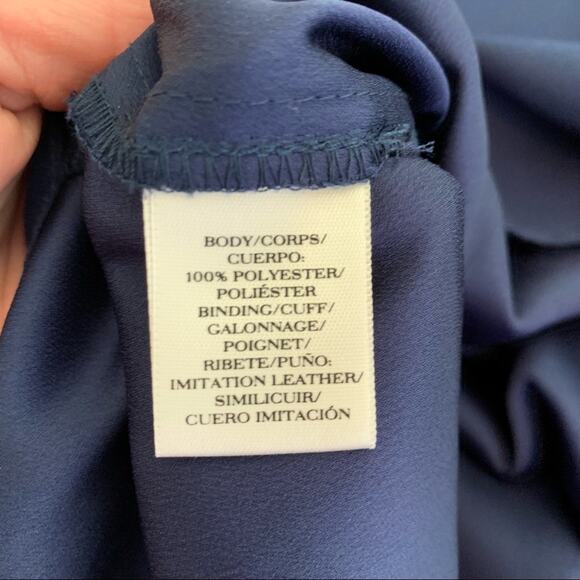 BODY/CORPS/
CUERPO:
100% POLYESTER/
POLIÉSTER
BINDING/CUFF/
GALONNAGE/
POIGNET/
RIBETE/PUÑO:
IMITATION LEATHER/
SIMILICUIR/
CUERO IMITACIÓN